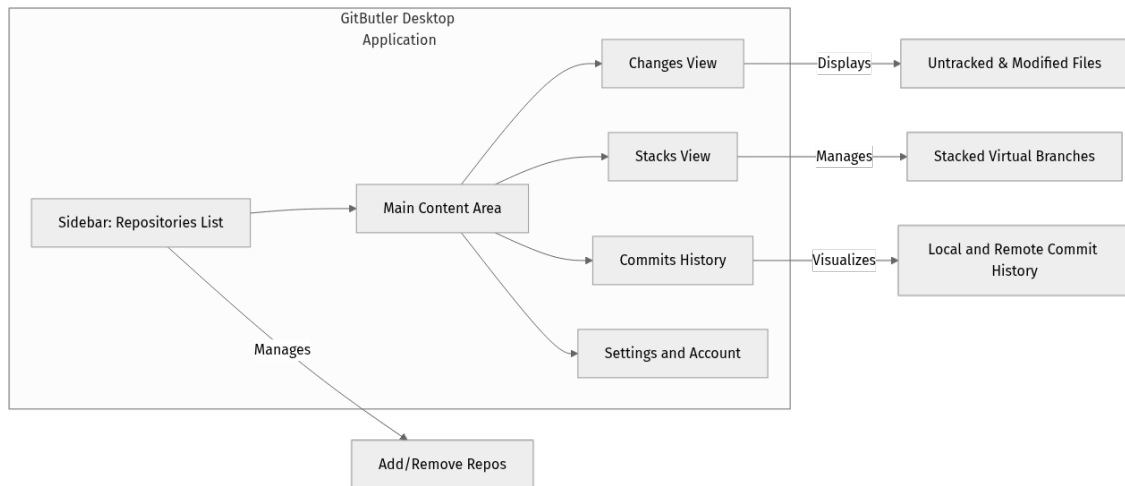 GitButler Desktop
Application
Changes View
Displays
Untracked & Modified Files
Stacks View
Manages
Stacked Virtual Branches
Sidebar: Repositories List
Main Content Area
Commits History
Visualizes
Local and Remote Commit
History
Settings and Account
Manages
Add/Remove Repos